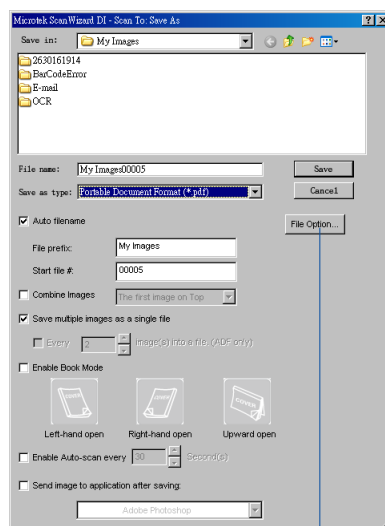 Microtek ScanWizard DI - Scan To: Save As
Save in: My Images
2630161914
BarCodeError
E-mail
OCR
File name: My Images00005 Save
Save as type: Portable Document Format (*.pdf) Cancel
Auto filename File Option...
File prefix: My Images
Start file #: 00005
Combine Images The first image on Top
Save multiple images as a single file
Every 2 image(s) into a file. (ADF only)
Enable Book Mode
COVER COVER COVER
Left-hand open Right-hand open Upward open
Enable Auto-scan every 30 Second(s)
Send image to application after saving:
Adobe Photoshop